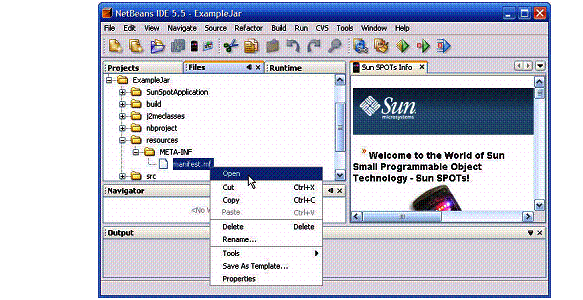 NetBeans IDE 5.5 - ExampleJar
File Edit View Navigate Source Refactor Build Run CVS Tools Window Help
Projects Files Runtime
Sun SPOTs Info
ExampleJar
SunSpotApplication
build
j2meclasses
nbproject
resources
META-INF
manifest.mf
src
Sun
microsystems
Welcome to the World of Sun
Small Programmable Object
Technology - Sun SPOTs!
Navigator
<No V
Open
Cut Ctrl+X
Copy Ctrl+C
Paste Ctrl+V
Delete Delete
Rename...
Tools
Save As Template...
Properties
Output